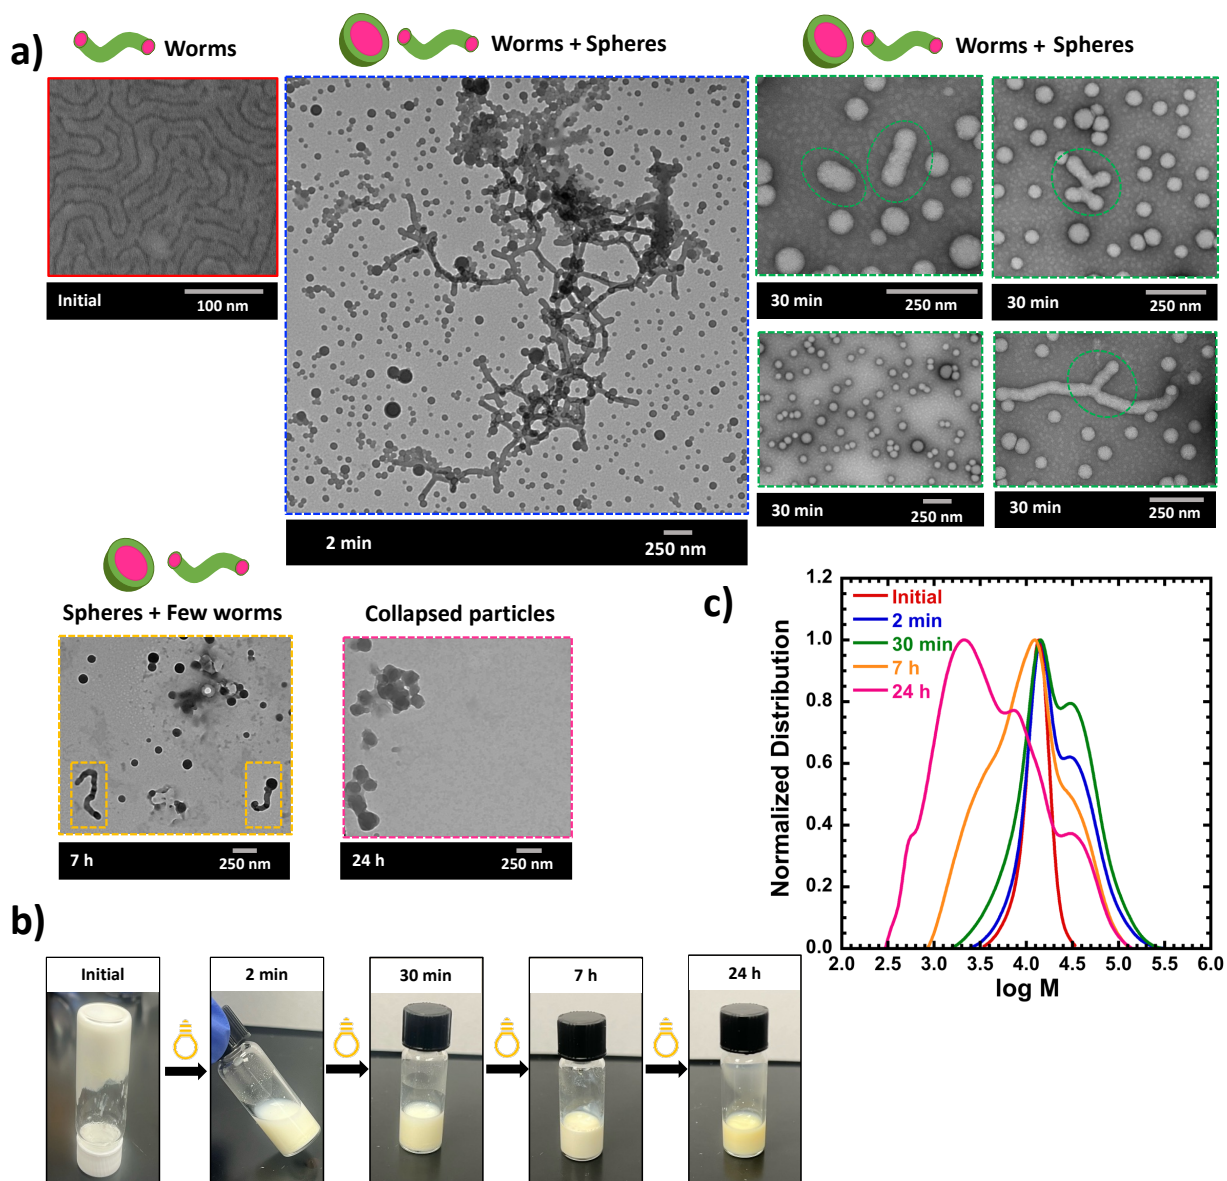 a)
Worms
Worms + Spheres
Worms + Spheres
Initial
100 nm
2 min
250 nm
30 min
250 nm
30 min
250 nm
30 min
250 nm
30 min
250 nm
Spheres + Few worms
Collapsed particles
7 h
250 nm
24 h
250 nm
b)
Initial
2 min
30 min
7 h
24 h
c)
Initial
2 min
30 min
7 h
24 h
Normalized Distribution
1.2
1.0
0.8
0.6
0.4
0.2
0.0
2.0 2.5 3.0 3.5 4.0 4.5 5.0 5.5 6.0
log M